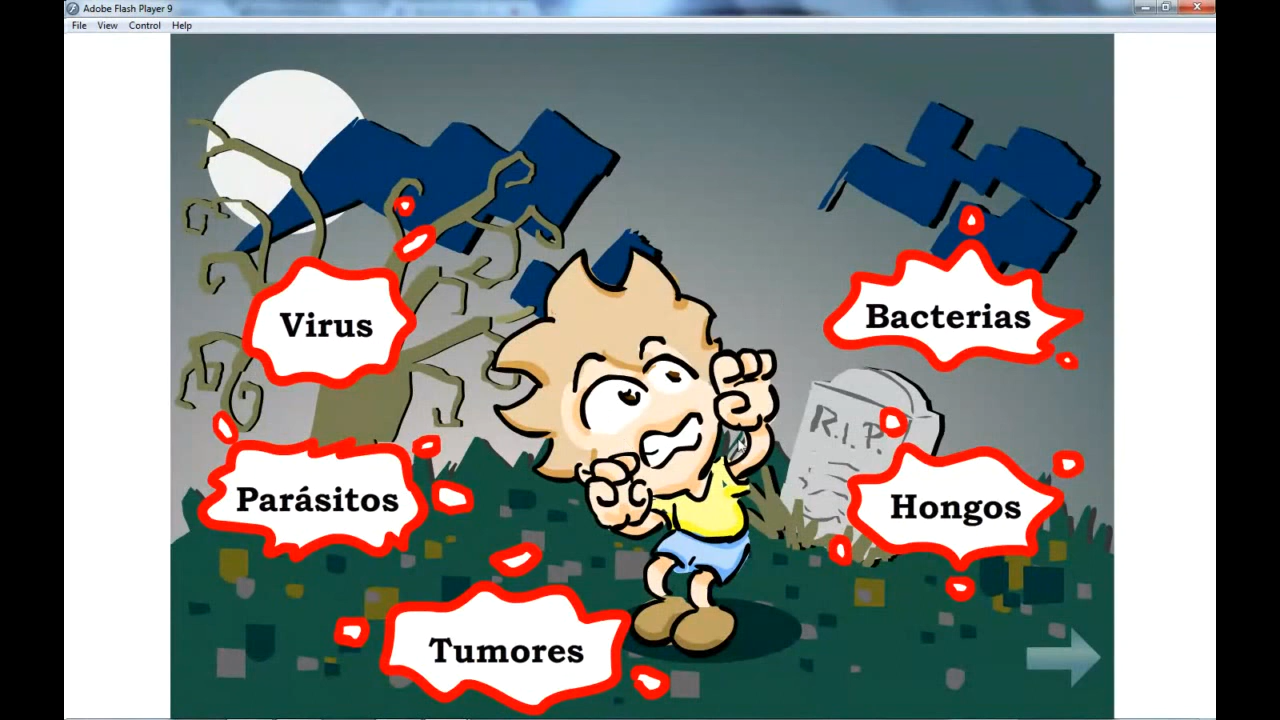 Adobe Flash Player 9
File View Control Help
Virus
Bacterias
R.I.P.
Parásitos
Hongos
Tumores